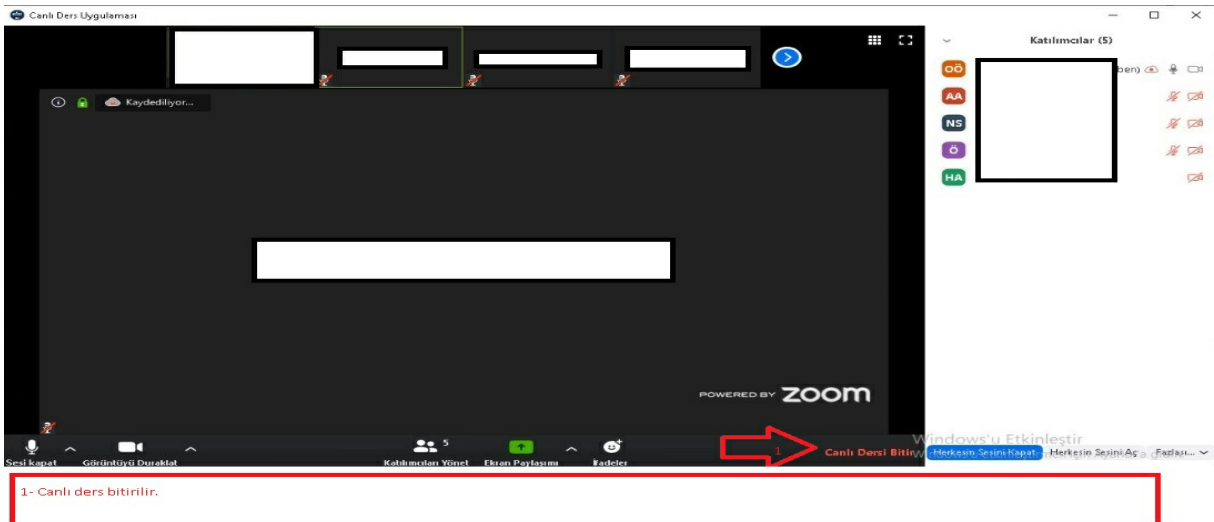 Canlı Ders Uygulaması
Katılımcılar (5)
OÖ
ben)
AA
NS
Ö
HA
Kaydediliyor...
POWERED BY zoom
Sesi kapat
Görüntüyü Duraklat
5
Katılımcıları Yönet
Ekran Paylaşımı
İfadeler
1
Canlı Dersi Bitir
Windows'u Etkinleştir
Herkesin Sesini Kapat
Herkesin Sesini Aç
Fazlası...
1- Canlı ders bitirilir.